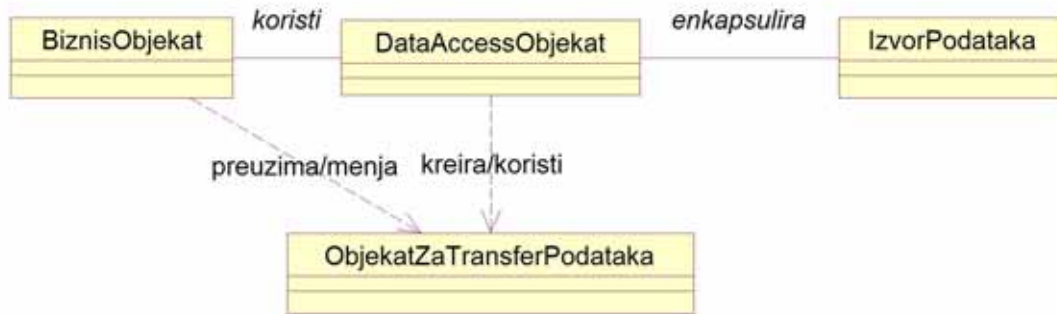 koristi
enkapsulira
BiznisObjekat
DataAccessObjekat
IzvorPodataka
preuzima/menja
kreira/koristi
ObjekatZaTransferPodataka